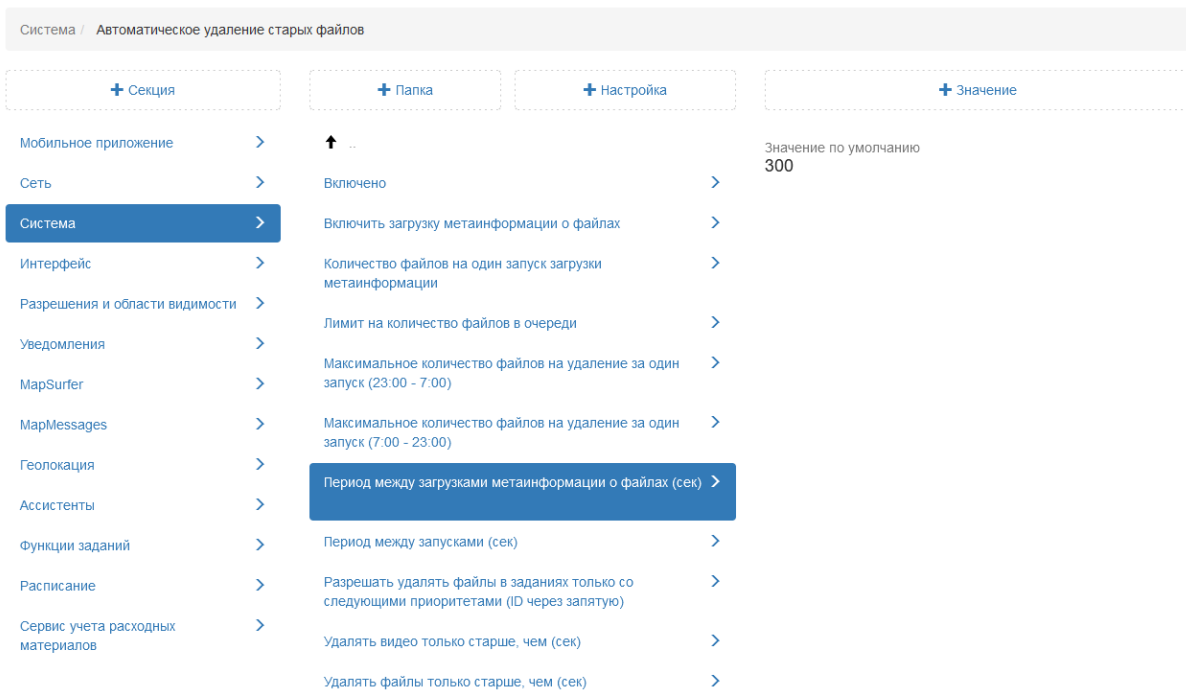 Система / Автоматическое удаление старых файлов
+ Секция
+ Папка
+ Настройка
+ Значение
Мобильное приложение
Сеть
Система
Интерфейс
Разрешения и области видимости
Уведомления
MapSurfer
MapMessages
Геолокация
Ассистенты
Функции заданий
Расписание
Сервис учета расходных
материалов
..
Включено
Включить загрузку метаинформации о файлах
Количество файлов на один запуск загрузки
метаинформации
Лимит на количество файлов в очереди
Максимальное количество файлов на удаление за один
запуск (23:00 - 7:00)
Максимальное количество файлов на удаление за один
запуск (7:00 - 23:00)
Период между загрузками метаинформации о файлах (сек)
Период между запусками (сек)
Разрешать удалять файлы в заданиях только со
следующими приоритетами (ID через запятую)
Удалять видео только старше, чем (сек)
Удалять файлы только старше, чем (сек)
Значение по умолчанию
300